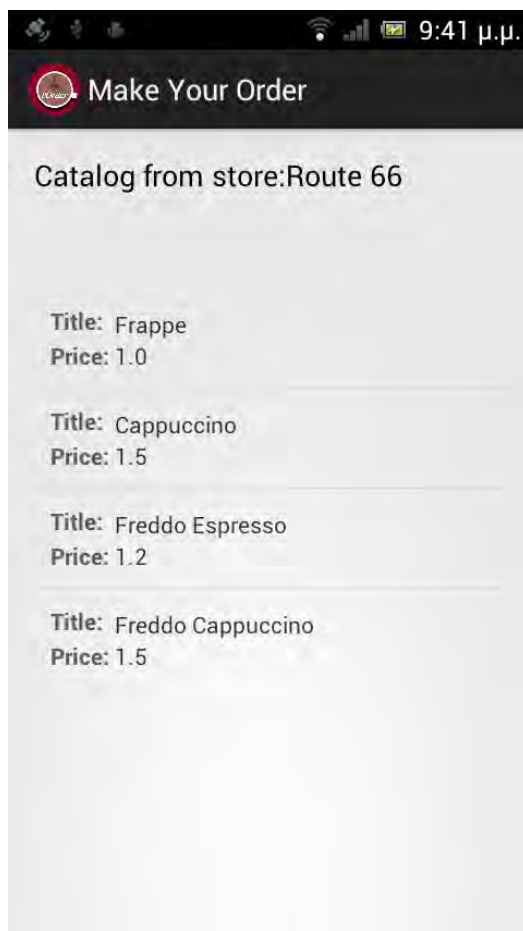 9:41 μ.μ.
Make Your Order
Catalog from store:Route 66
Title: Frappe
Price: 1.0
Title: Cappuccino
Price: 1.5
Title: Freddo Espresso
Price: 1.2
Title: Freddo Cappuccino
Price: 1.5